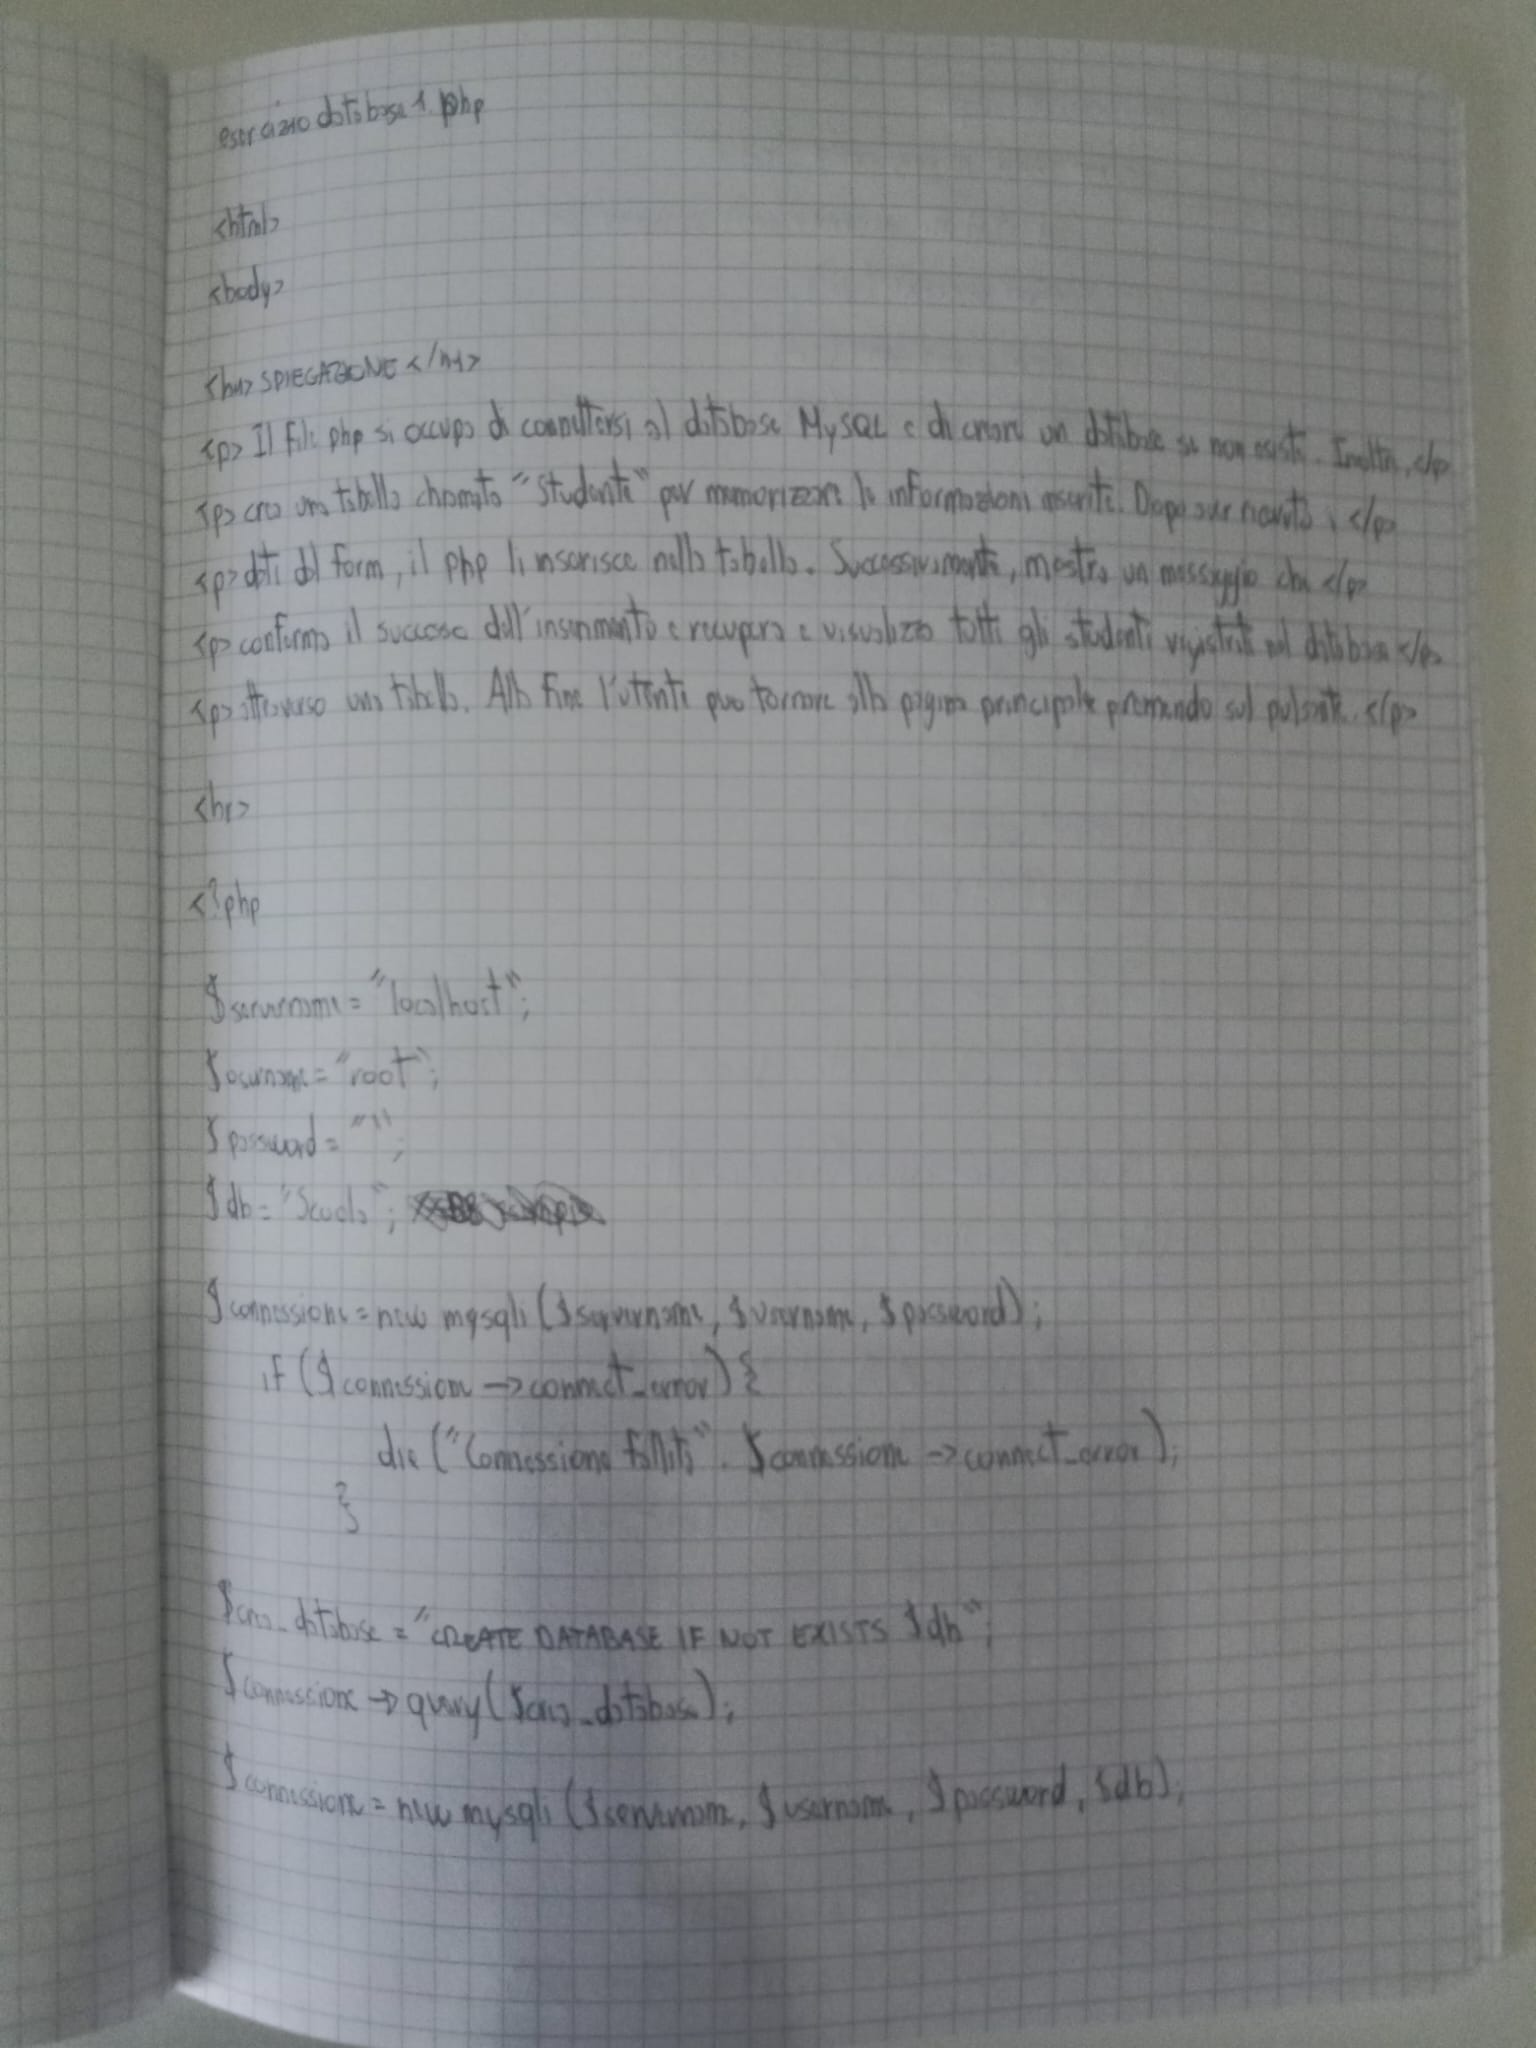 esercizio database 1.php
<html>
<body>
<h1> SPIEGAZIONE </h1>
<p> Il file php si occupa di connettersi al database MySQL e di creare un database se non esiste. Inoltre, </p>
<p> crea una tabella chiamata "Studente" per memorizzare le informazioni inserite. Dopo aver ricevuto i </p>
<p> dati dal form, il php li inserisce nella tabella. Successivamente, mostra un messaggio che </p>
<p> conferma il successo dell'inserimento e recupera e visualizza tutti gli studenti registrati nel database </p>
<p> attraverso una tabella. Alla fine l'utente può tornare alla pagina principale premendo sul pulsante. </p>
<hr>
<?php
$servername = "localhost";
$username = "root";
$password = "";
$db = "Scuola";
$connessione = new mysqli ($servername, $username, $password);
if ($connessione -> connect_error) {
die ("Connessione fallita". $connessione -> connect_error);
}
$crea_database = "CREATE DATABASE IF NOT EXISTS $db";
$connessione -> query ($crea_database);
$connessione = new mysqli ($servername, $username, $password, $db);